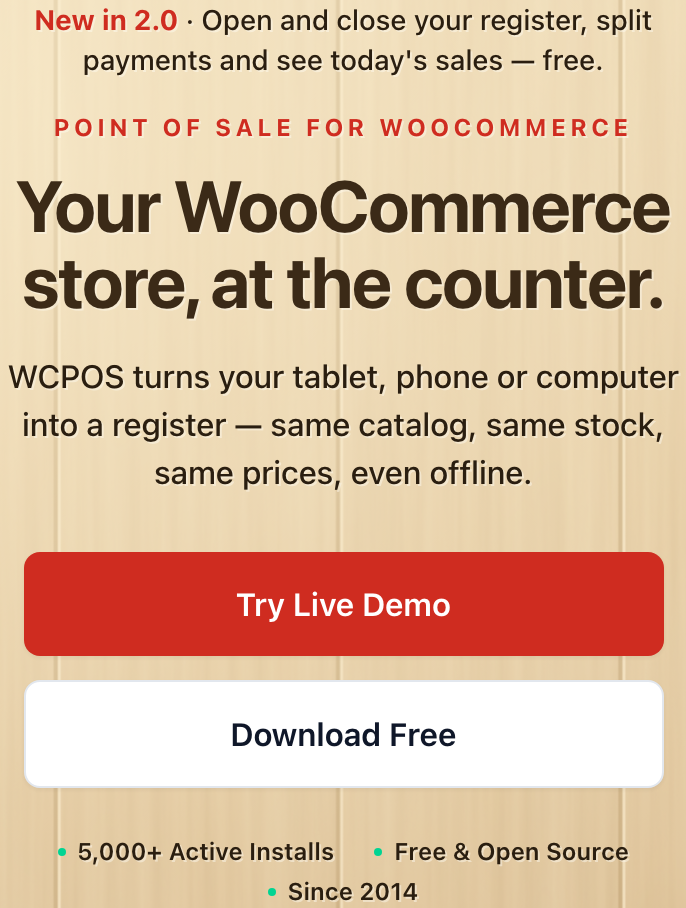 New in 2.0 · Open and close your register, split
payments and see today's sales — free.
POINT OF SALE FOR WOOCOMMERCE
Your WooCommerce
store, at the counter.
WCPOS turns your tablet, phone or computer
into a register — same catalog, same stock,
same prices, even offline.
Try Live Demo
Download Free
• 5,000+ Active Installs • Free & Open Source
• Since 2014